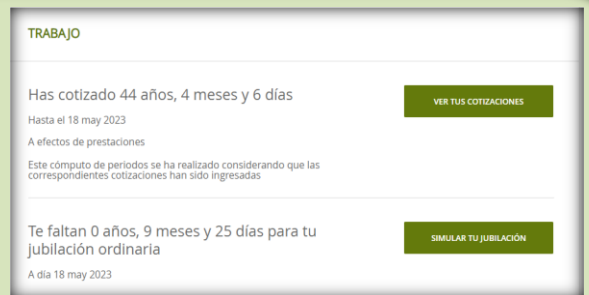 TRABAJO
Has cotizado 44 años, 4 meses y 6 días
VER TUS COTIZACIONES
Hasta el 18 may 2023
A efectos de prestaciones
Este cómputo de periodos se ha realizado considerando que las
correspondientes cotizaciones han sido ingresadas
Te faltan 0 años, 9 meses y 25 días para tu
jubilación ordinaria
SIMULAR TU JUBILACIÓN
A día 18 may 2023